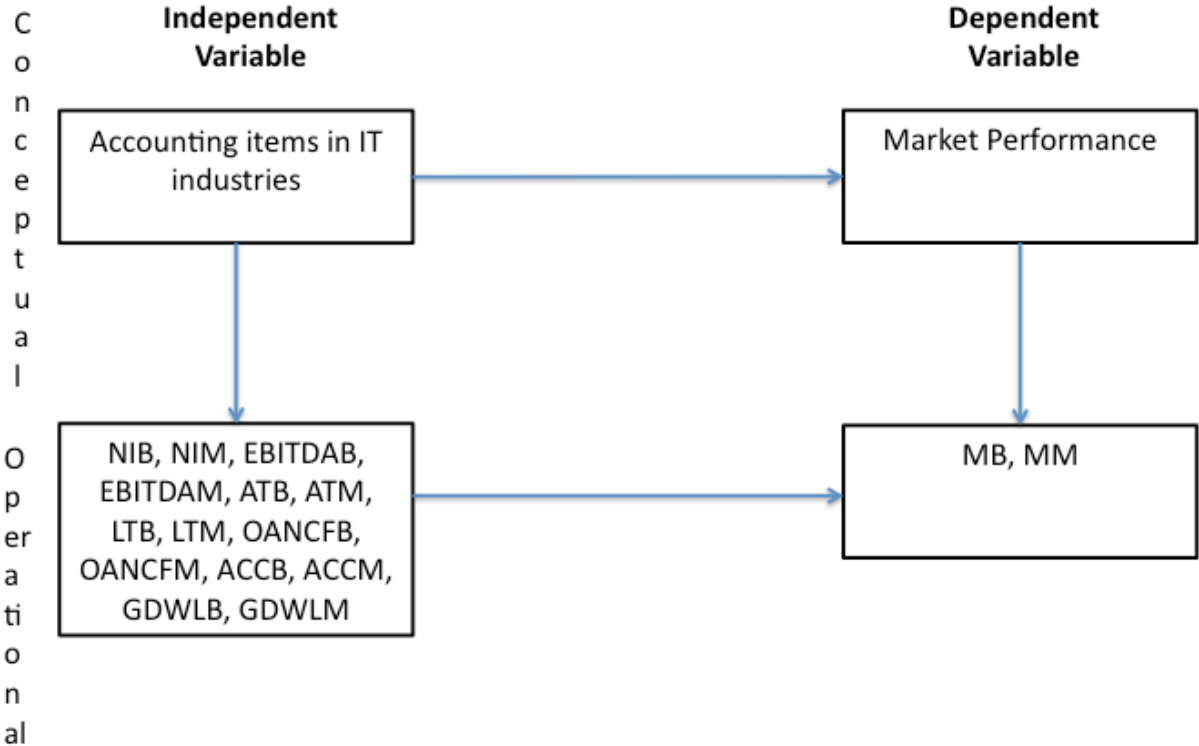 Conceptual
Independent
Variable
Dependent
Variable
Accounting items in IT
industries
Market Performance
Operational
NIB, NIM, EBITDAB,
EBITDAM, ATB, ATM,
LTB, LTM, OANCFB,
OANCFM, ACCB, ACCM,
GDWLB, GDWLM
MB, MM